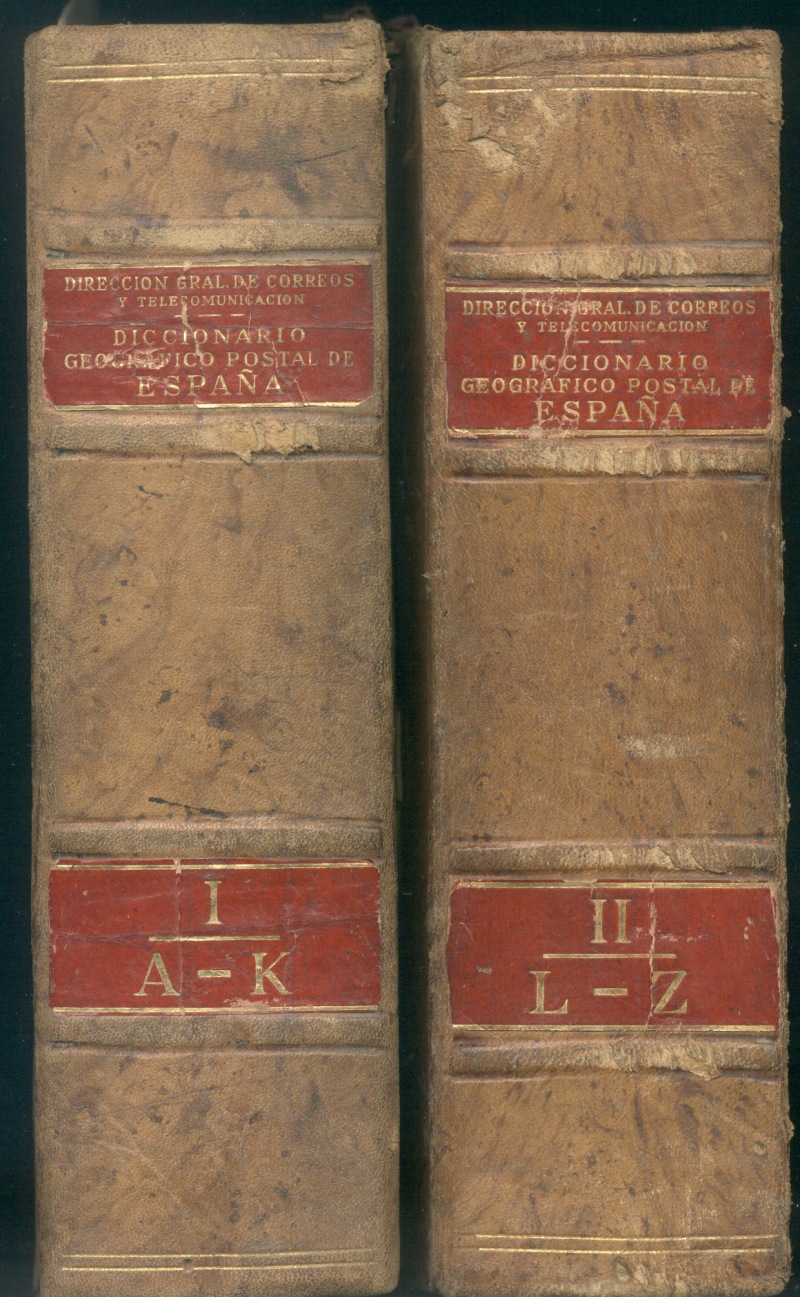 DIRECCION GRAL. DE CORREOS
Y TELECOMUNICACION
DICCIONARIO
GEOGRAFICO POSTAL DE
ESPAÑA
I
A - K
DIRECCION GRAL. DE CORREOS
Y TELECOMUNICACION
DICCIONARIO
GEOGRAFICO POSTAL DE
ESPAÑA
II
L - Z